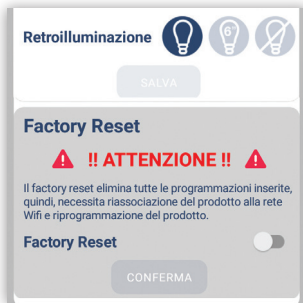 Retroilluminazione
6"
SALVA
Factory Reset
!! ATTENZIONE !!
Il factory reset elimina tutte le programmazioni inserite,
quindi, necessita riassociazione del prodotto alla rete
Wifi e riprogrammazione del prodotto.
Factory Reset
CONFERMA